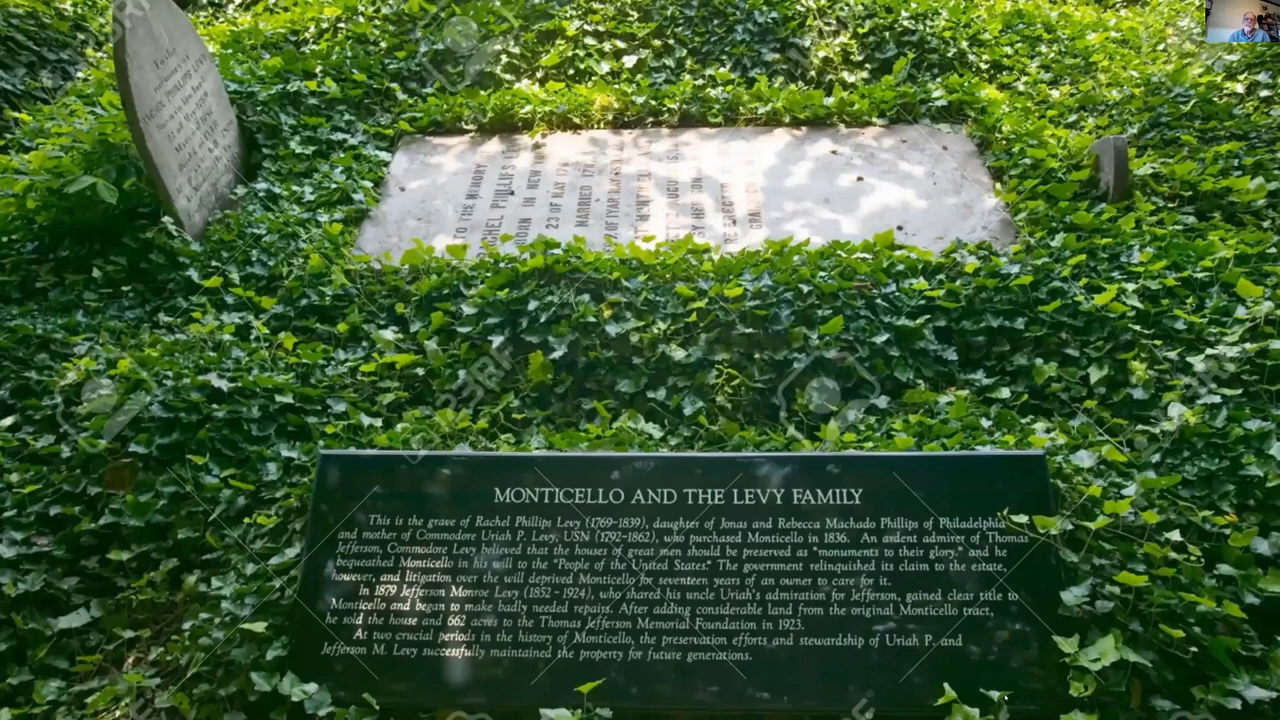 To the
memory of
RACHEL PHILLIPS LEVY
TO THE MEMORY
RACHEL PHILLIPS
BORN IN NEW
23 OF MAY
MARRIED
MONTICELLO AND THE LEVY FAMILY
This is the grave of Rachel Phillips Levy (1769-1839), daughter of Jonas and Rebecca Machado Phillips of Philadelphia
and mother of Commodore Uriah P. Levy, USN (1792-1862), who purchased Monticello in 1836. An ardent admirer of Thomas
Jefferson, Commodore Levy believed that the houses of great men should be preserved as "monuments to their glory," and he
bequeathed Monticello in his will to the "People of the United States." The government relinquished its claim to the estate,
however, and litigation over the will deprived Monticello for seventeen years of an owner to care for it.
In 1879 Jefferson Monroe Levy (1852 - 1924), who shared his uncle Uriah's admiration for Jefferson, gained clear title to
Monticello and began to make badly needed repairs. After adding considerable land from the original Monticello tract,
he sold the house and 662 acres to the Thomas Jefferson Memorial Foundation in 1923.
At two crucial periods in the history of Monticello, the preservation efforts and stewardship of Uriah P. and
Jefferson M. Levy successfully maintained the property for future generations.